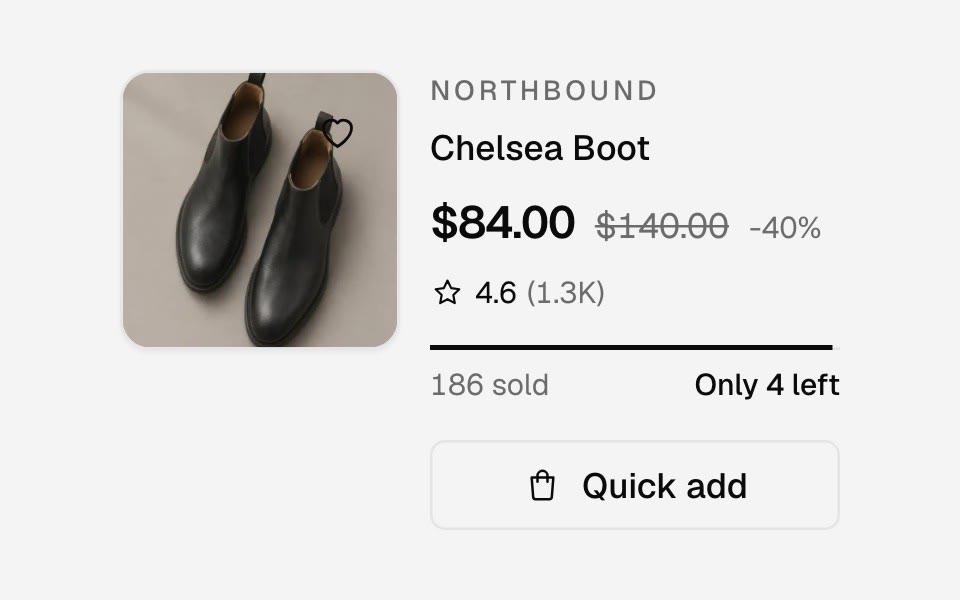 NORTHBOUND
Chelsea Boot
$84.00 $140.00 -40%
4.6 (1.3K)
186 sold Only 4 left
Quick add